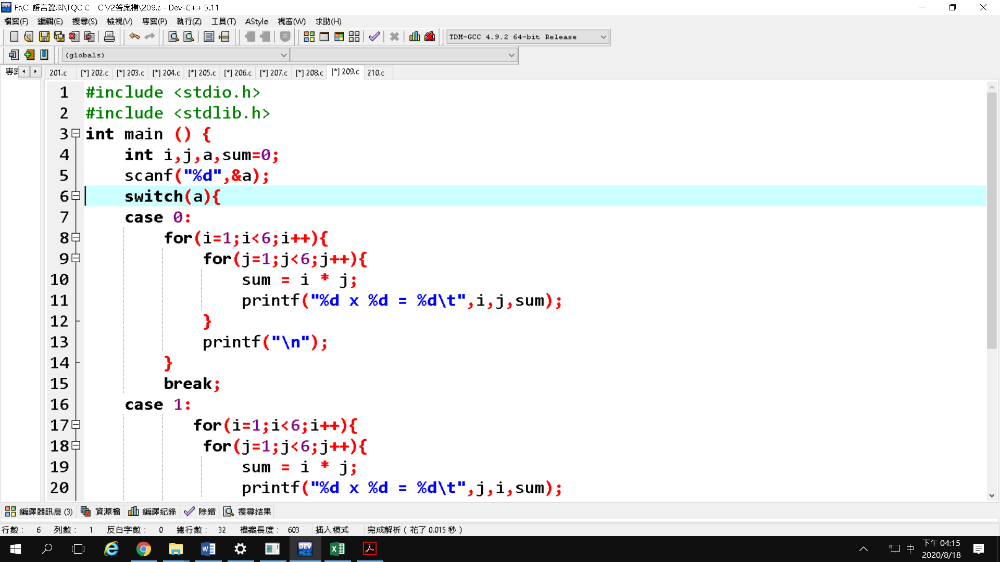 F:\C 語言資料\TQC C C V2答案檔\209.c - Dev-C++ 5.11
檔案(F) 編輯(E) 搜尋(S) 檢視(V) 專案(P) 執行(Z) 工具(T) AStyle 視窗(W) 求助(H)
TDM-GCC 4.9.2 64-bit Release
(globals)
201.c [*] 202.c [*] 203.c [*] 204.c [*] 205.c [*] 206.c [*] 207.c [*] 208.c [*] 209.c 210.c
1 #include <stdio.h>
2 #include <stdlib.h>
3 int main () {
4 int i,j,a,sum=0;
5 scanf("%d",&a);
6 switch(a){
7 case 0:
8 for(i=1;i<6;i++){
9 for(j=1;j<6;j++){
10 sum = i * j;
11 printf("%d x %d = %d\t",i,j,sum);
12 }
13 printf("\n");
14 }
15 break;
16 case 1:
17 for(i=1;i<6;i++){
18 for(j=1;j<6;j++){
19 sum = i * j;
20 printf("%d x %d = %d\t",j,i,sum);
編譯器訊息 (3) 資源檔 編譯紀錄 除錯 搜尋結果
行數： 6 列數： 1 反白字數： 0 總行數： 32 檔案長度： 603 插入模式 完成解析 ( 花了 0.015 秒 )
中 下午 04:15
2020/8/18